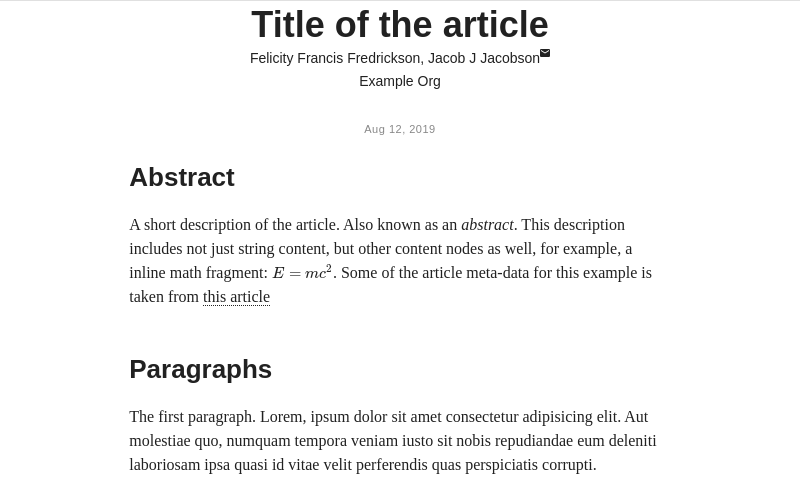 Title of the article
Felicity Francis Fredrickson, Jacob J Jacobson
Example Org
Aug 12, 2019
Abstract
A short description of the article. Also known as an abstract. This description
includes not just string content, but other content nodes as well, for example, a
inline math fragment: E = mc². Some of the article meta-data for this example is
taken from this article
Paragraphs
The first paragraph. Lorem, ipsum dolor sit amet consectetur adipisicing elit. Aut
molestiae quo, numquam tempora veniam iusto sit nobis repudiandae eum deleniti
laboriosam ipsa quasi id vitae velit perferendis quas perspiciatis corrupti.